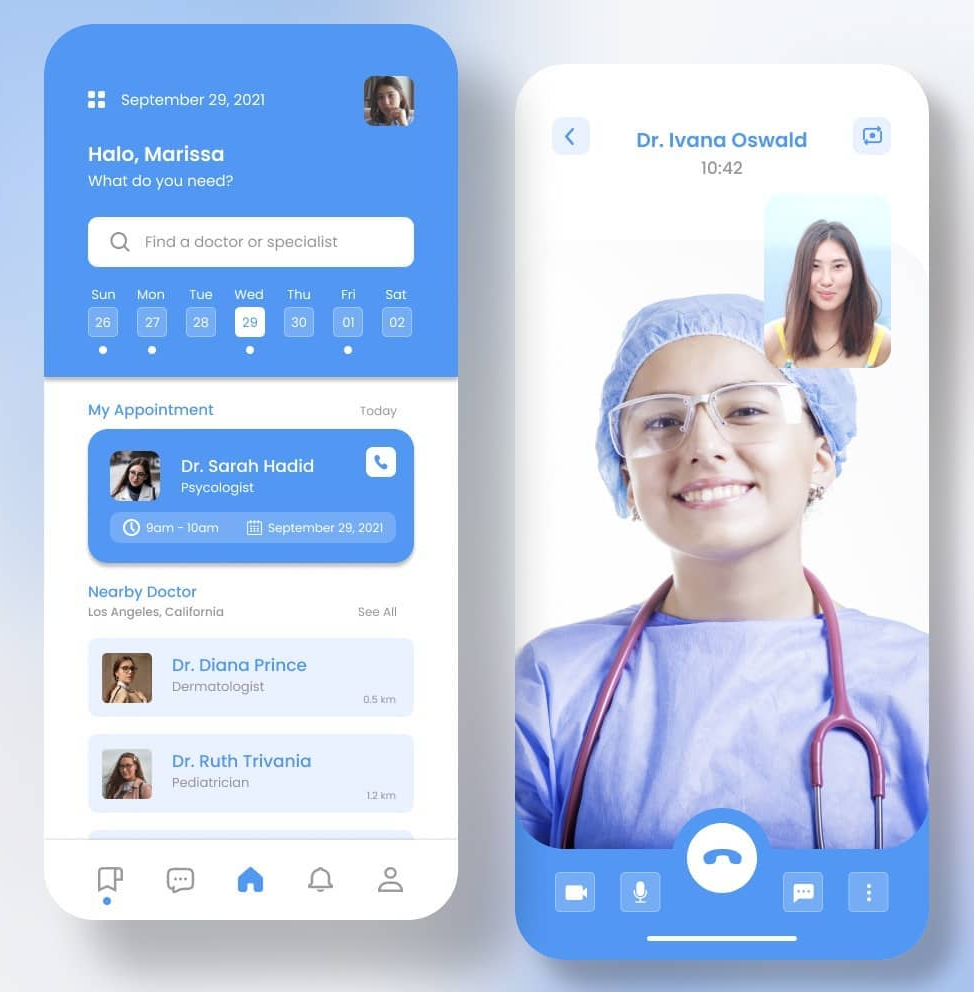 September 29, 2021
Halo, Marissa
What do you need?
Find a doctor or specialist
Sun Mon Tue Wed Thu Fri Sat
26 27 28 29 30 01 02
My Appointment Today
Dr. Sarah Hadid
Psycologist
9am - 10am September 29, 2021
Nearby Doctor
Los Angeles, California See All
Dr. Diana Prince
Dermatologist
0.5 km
Dr. Ruth Trivania
Pediatrician
1.2 km
Dr. Ivana Oswald
10:42